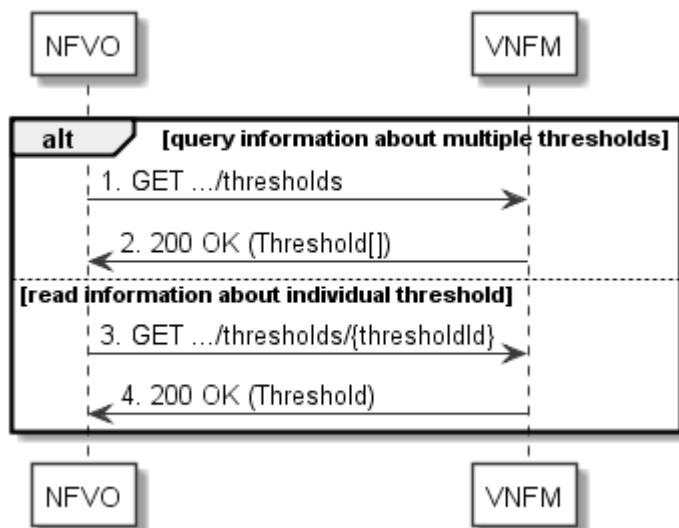 NFVO VNFM
alt [query information about multiple thresholds]
1. GET .../thresholds
2. 200 OK (Threshold[])
[read information about individual threshold]
3. GET .../thresholds/{thresholdId}
4. 200 OK (Threshold)
NFVO VNFM